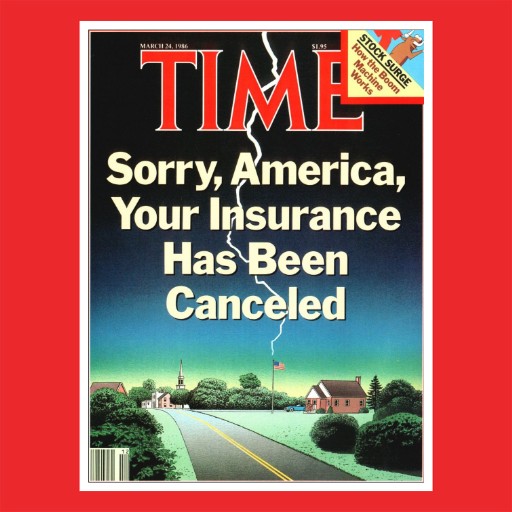 MARCH 24, 1986
$1.95
TIME
STOCK SURGE
How the Boom
Machine
Works
Sorry, America,
Your Insurance
Has Been
Canceled